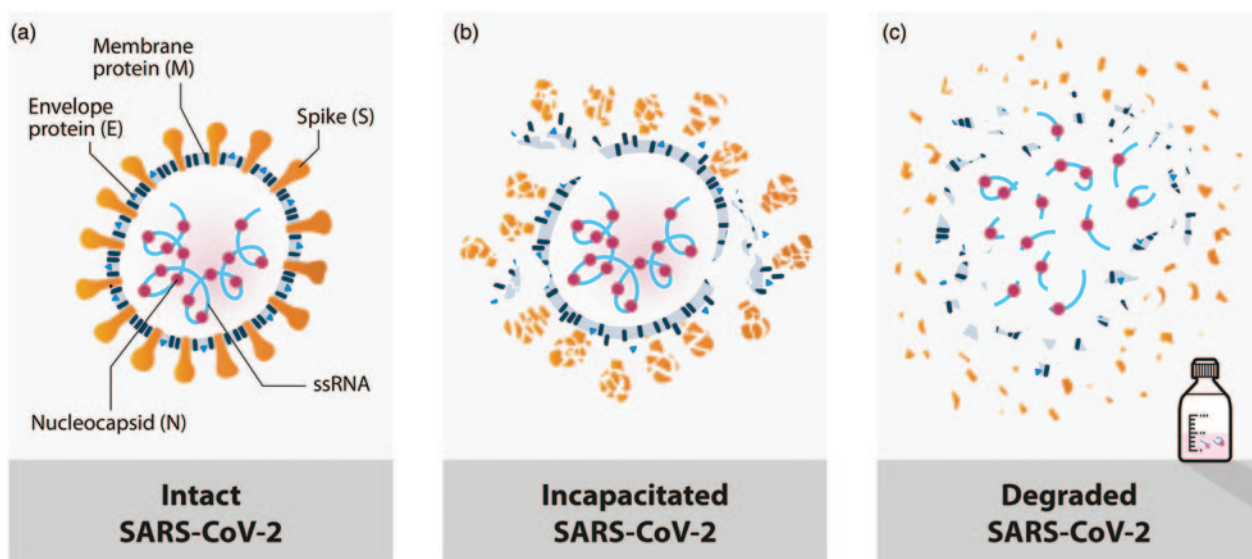 (a)
Membrane
protein (M)
Envelope
protein (E)
Spike (S)
ssRNA
Nucleocapsid (N)
Intact
SARS-CoV-2
(b)
Incapacitated
SARS-CoV-2
(c)
Degraded
SARS-CoV-2